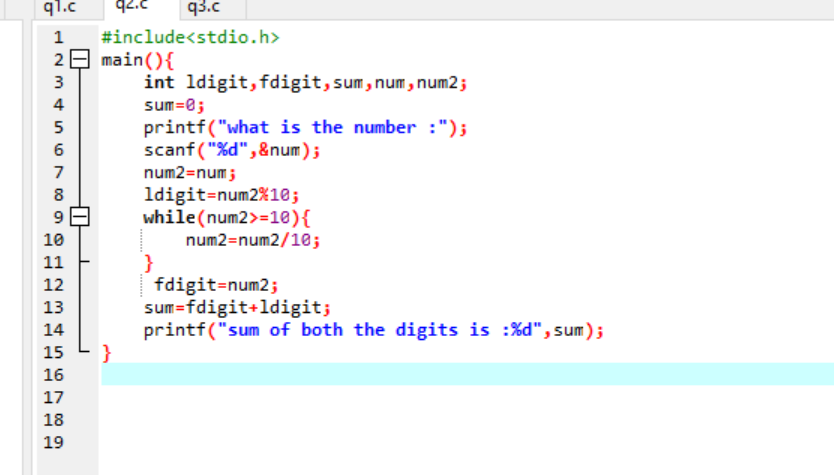 q1.c q2.c q3.c
1 #include<stdio.h>
2 main(){
3 int ldigit,fdigit,sum,num,num2;
4 sum=0;
5 printf("what is the number :");
6 scanf("%d",&num);
7 num2=num;
8 ldigit=num2%10;
9 while(num2>=10){
10 num2=num2/10;
11 }
12 fdigit=num2;
13 sum=fdigit+ldigit;
14 printf("sum of both the digits is :%d",sum);
15 }
16
17
18
19